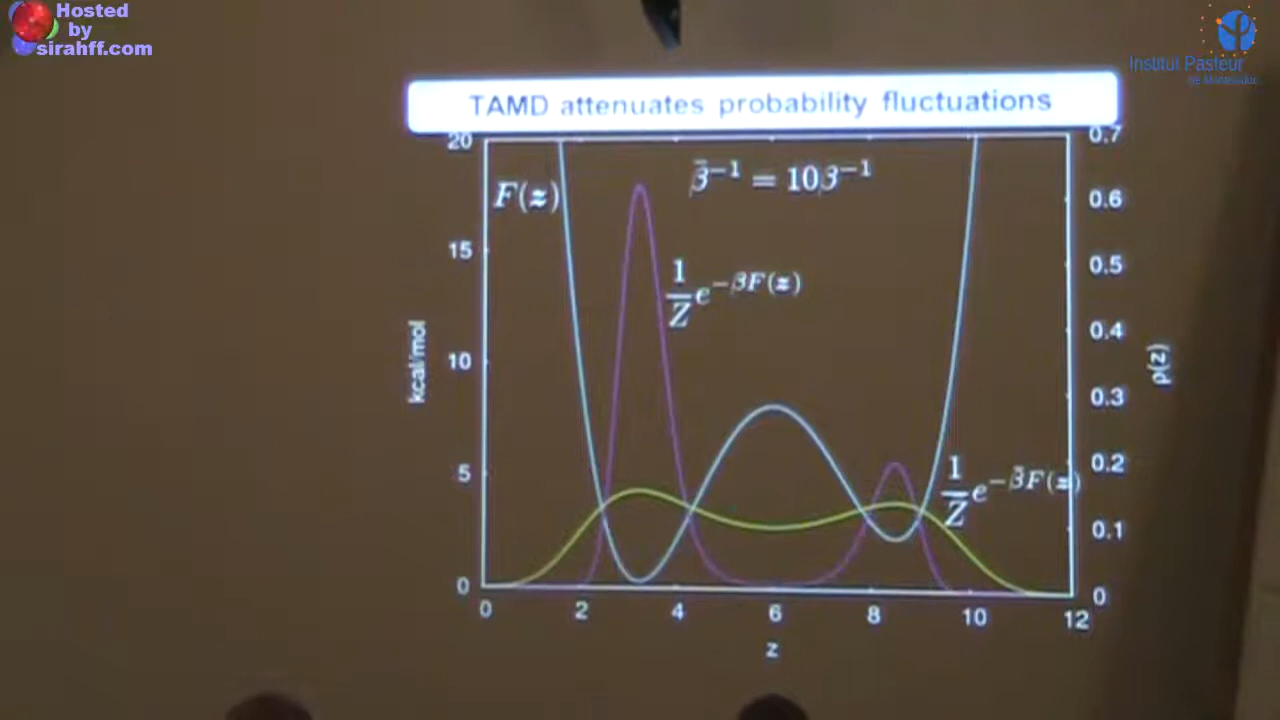 Hosted
by
sirahff.com
Institut Pasteur
de Montevideo
TAMD attenuates probability fluctuations
20
15
10
5
0
kcal/mol
F(z)
β̄⁻¹ = 10β⁻¹
1/Z e^{-βF(z)}
1/Z̄ e^{-β̄F(z)}
0.7
0.6
0.5
0.4
0.3
0.2
0.1
0
ρ(z)
0 2 4 6 8 10 12
z